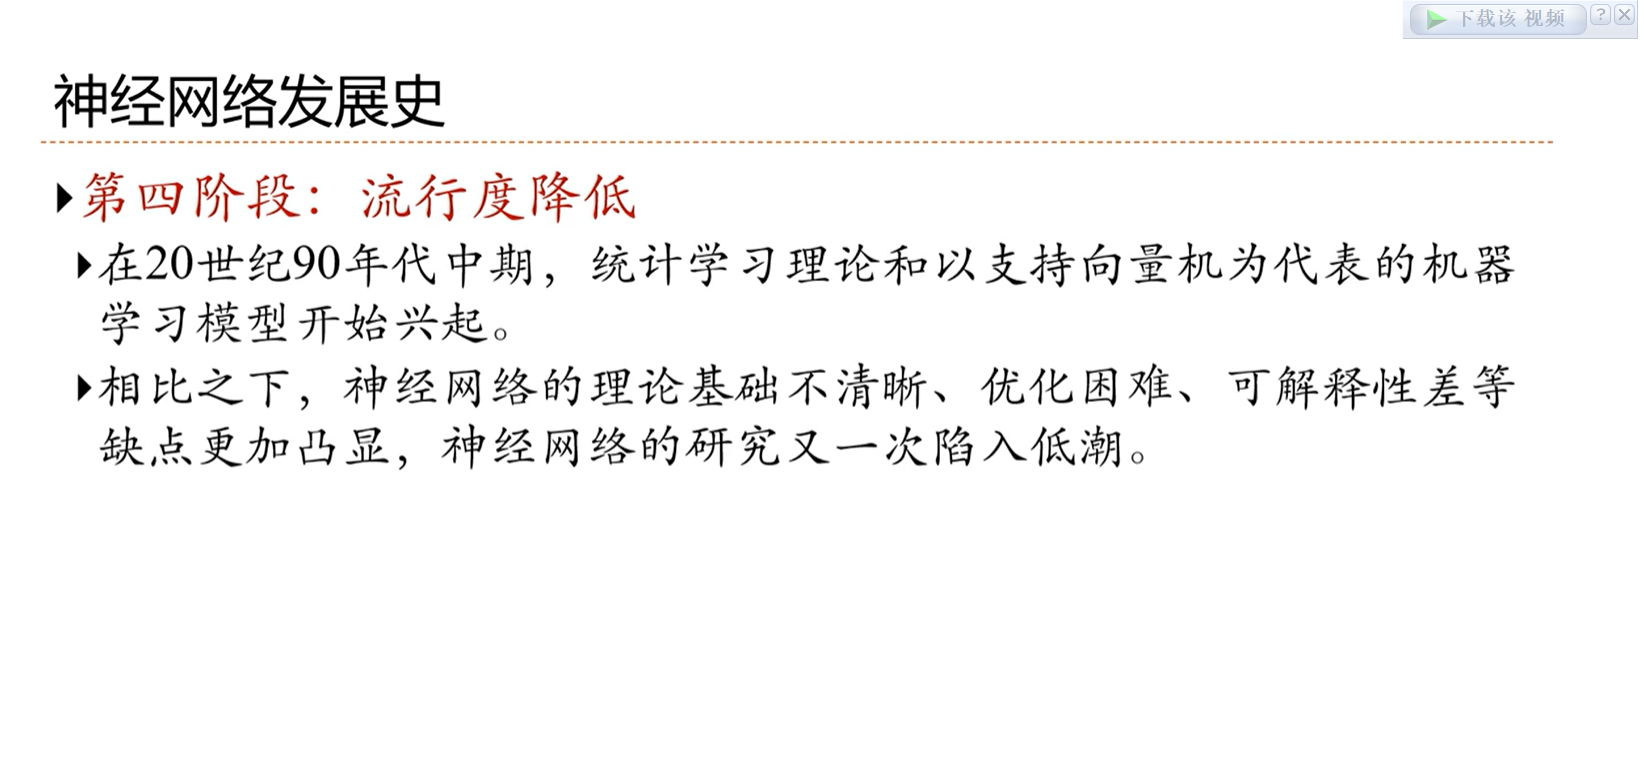 下载该 视频
神经网络发展史
第四阶段：流行度降低
在20世纪90年代中期，统计学习理论和以支持向量机为代表的机器
学习模型开始兴起。
相比之下，神经网络的理论基础不清晰、优化困难、可解释性差等
缺点更加凸显，神经网络的研究又一次陷入低潮。